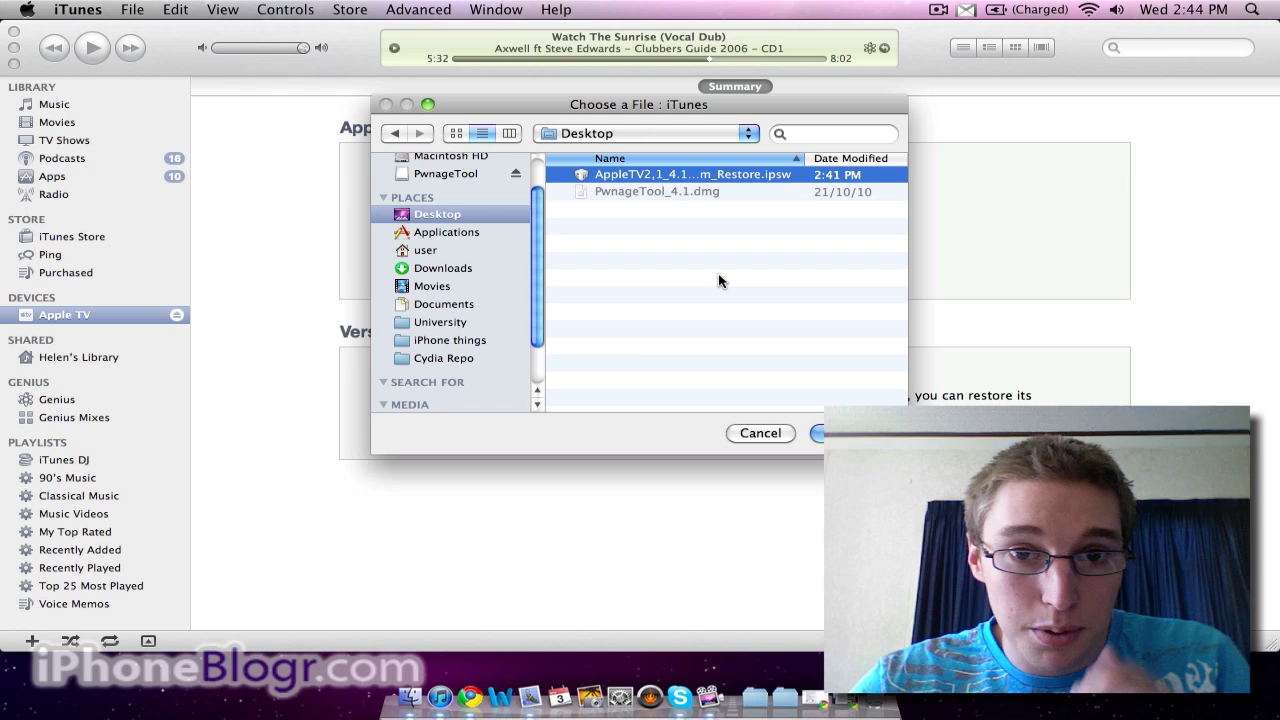 iTunes File Edit View Controls Store Advanced Window Help
(Charged) Wed 2:44 PM
Watch The Sunrise (Vocal Dub)
Axwell ft Steve Edwards – Clubbers Guide 2006 – CD1
5:32 8:02
LIBRARY
Music
Movies
TV Shows
Podcasts 16
Apps 10
Radio
STORE
iTunes Store
Ping
Purchased
DEVICES
Apple TV
SHARED
Helen's Library
GENIUS
Genius
Genius Mixes
PLAYLISTS
iTunes DJ
90's Music
Classical Music
Music Videos
My Top Rated
Recently Added
Recently Played
Top 25 Most Played
Voice Memos
Summary
App
Vers
, you can restore its
Choose a File : iTunes
Desktop
Macintosh HD
PwnageTool
PLACES
Desktop
Applications
user
Downloads
Movies
Documents
University
iPhone things
Cydia Repo
SEARCH FOR
MEDIA
Name Date Modified
AppleTV2,1_4.1...m_Restore.ipsw 2:41 PM
PwnageTool_4.1.dmg 21/10/10
Cancel
iPhoneBlogr.com
3